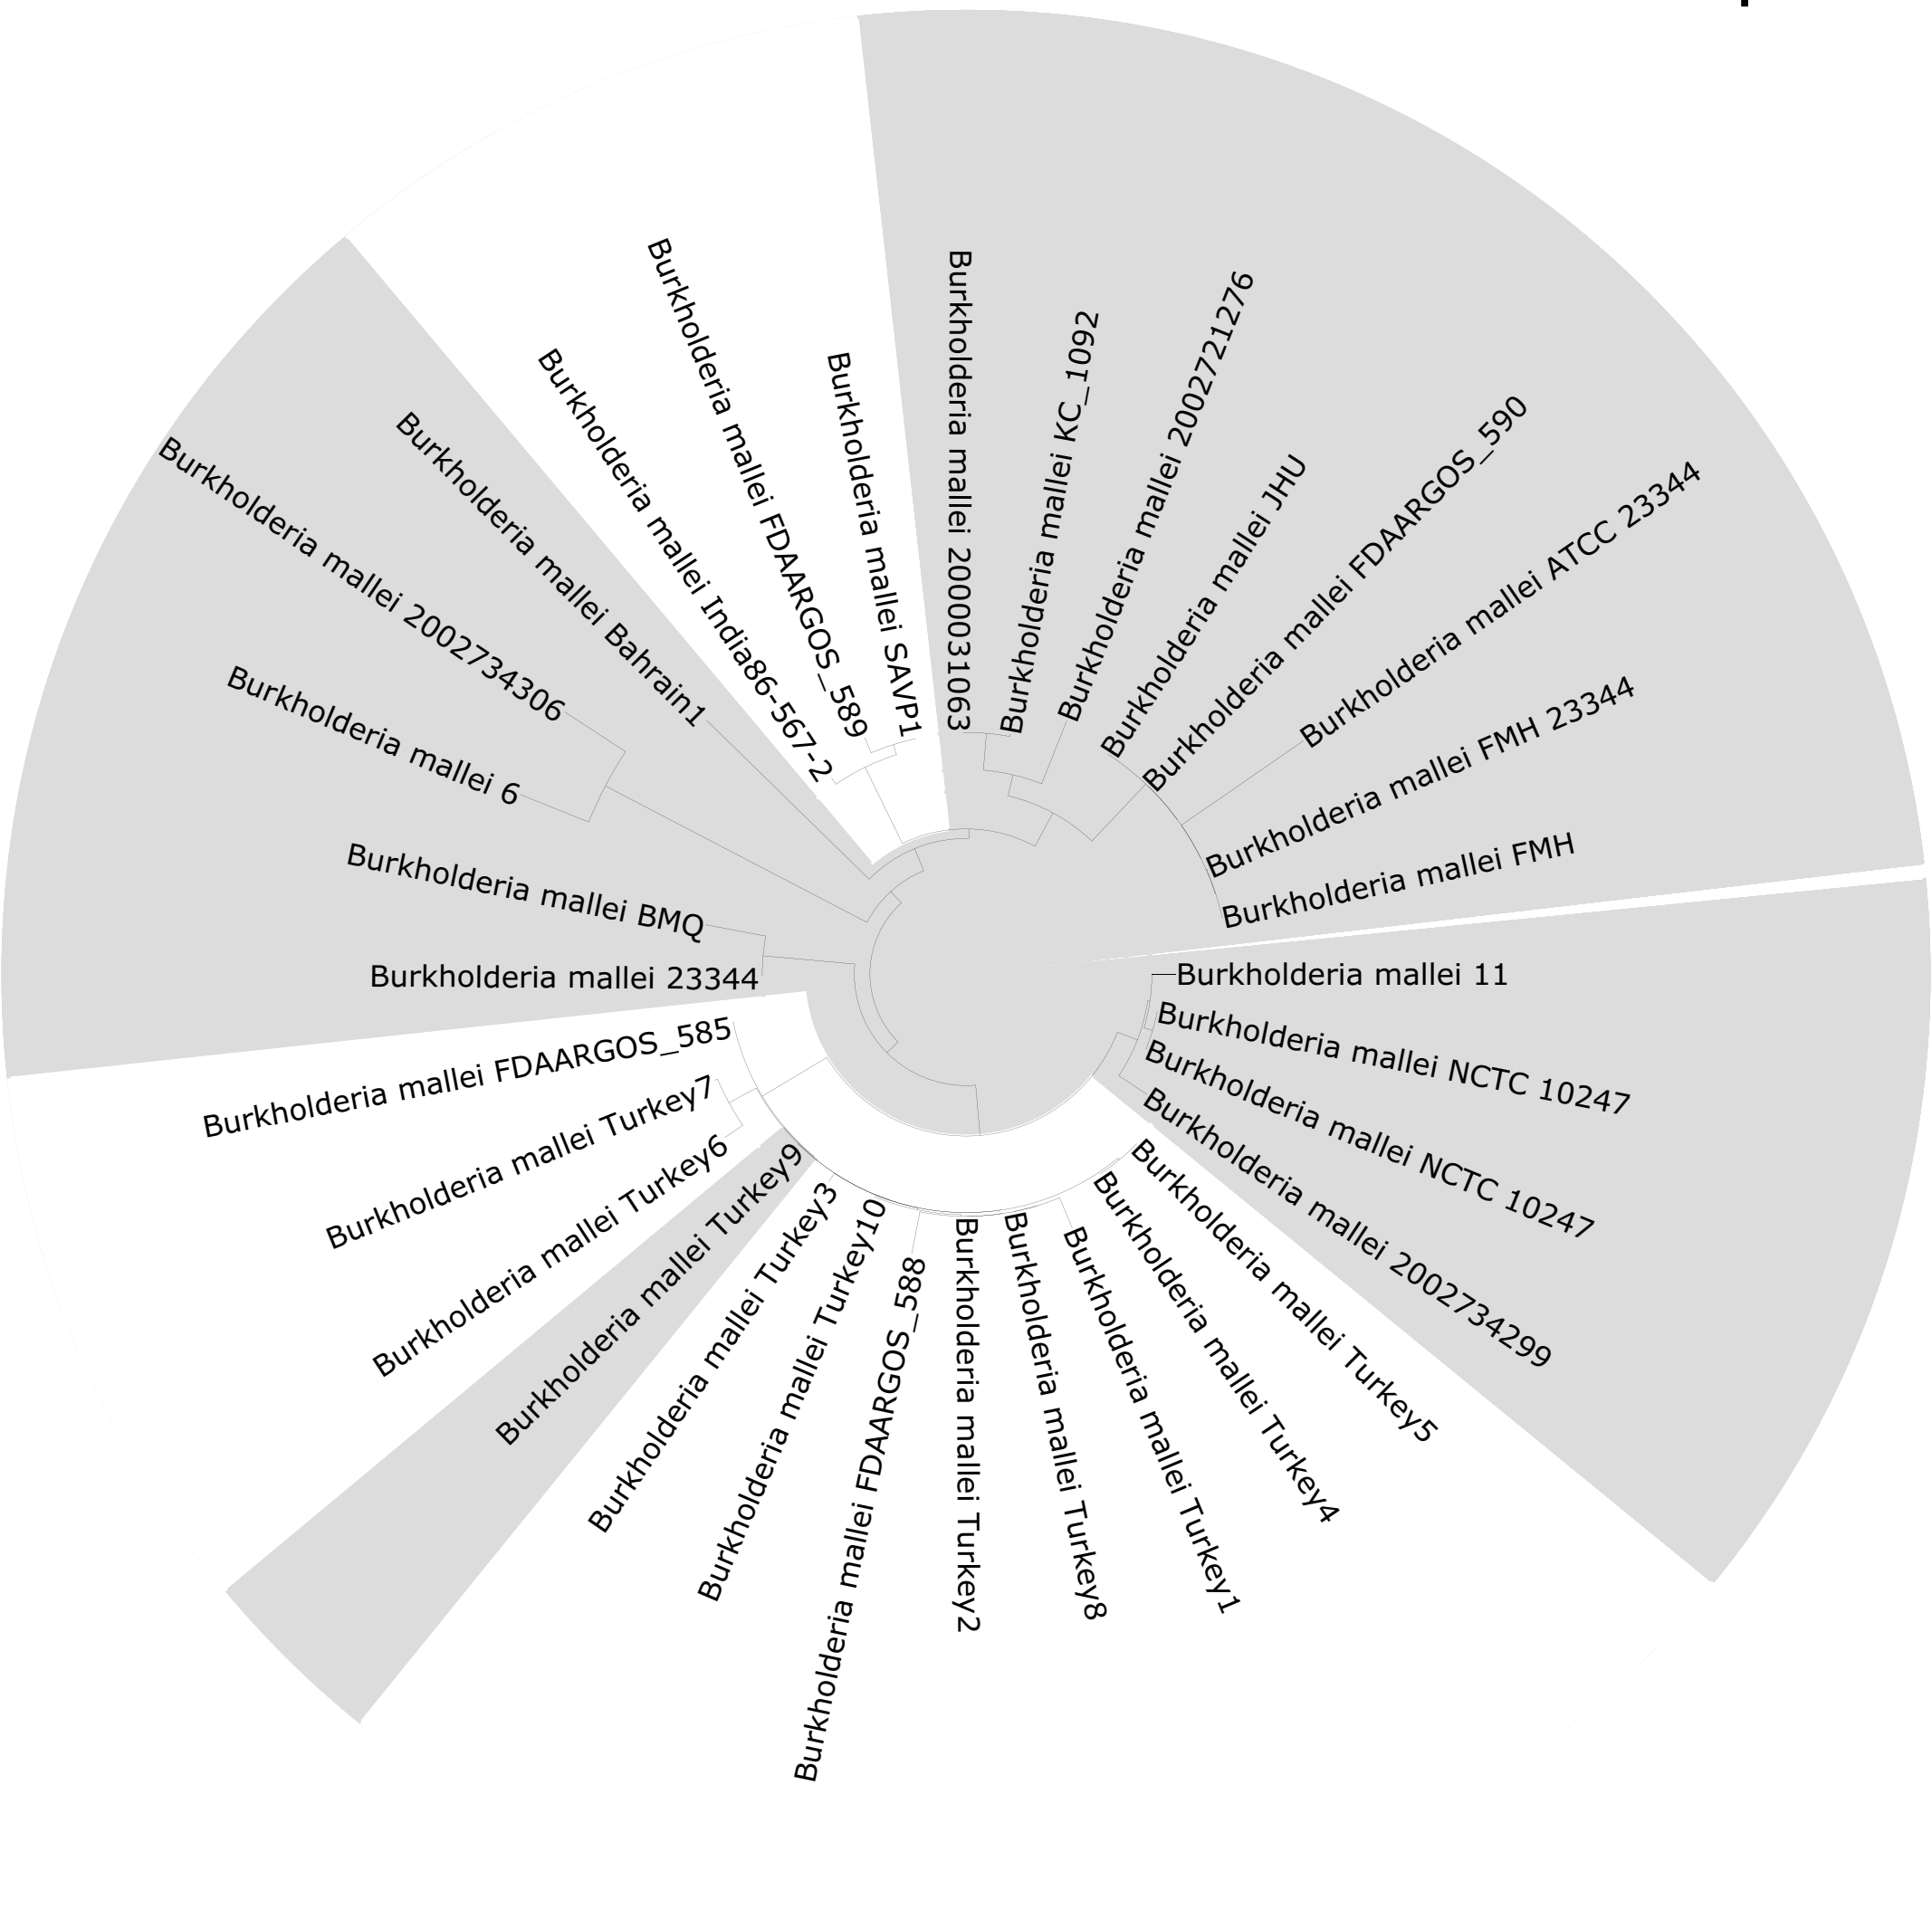 Burkholderia mallei 2000031063
Burkholderia mallei KC_1092
Burkholderia mallei 2002721276
Burkholderia mallei JHU
Burkholderia mallei FDAARGOS_590
Burkholderia mallei ATCC 23344
Burkholderia mallei FMH 23344
Burkholderia mallei FMH
Burkholderia mallei 11
Burkholderia mallei NCTC 10247
Burkholderia mallei NCTC 10247
Burkholderia mallei 2002734299
Burkholderia mallei Turkey5
Burkholderia mallei Turkey4
Burkholderia mallei Turkey1
Burkholderia mallei Turkey8
Burkholderia mallei Turkey2
Burkholderia mallei FDAARGOS_588
Burkholderia mallei Turkey10
Burkholderia mallei Turkey3
Burkholderia mallei Turkey9
Burkholderia mallei Turkey6
Burkholderia mallei Turkey7
Burkholderia mallei FDAARGOS_585
Burkholderia mallei 23344
Burkholderia mallei BMQ
Burkholderia mallei 6
Burkholderia mallei 2002734306
Burkholderia mallei Bahrain1
Burkholderia mallei India86-567-2
Burkholderia mallei FDAARGOS_589
Burkholderia mallei SAVP1